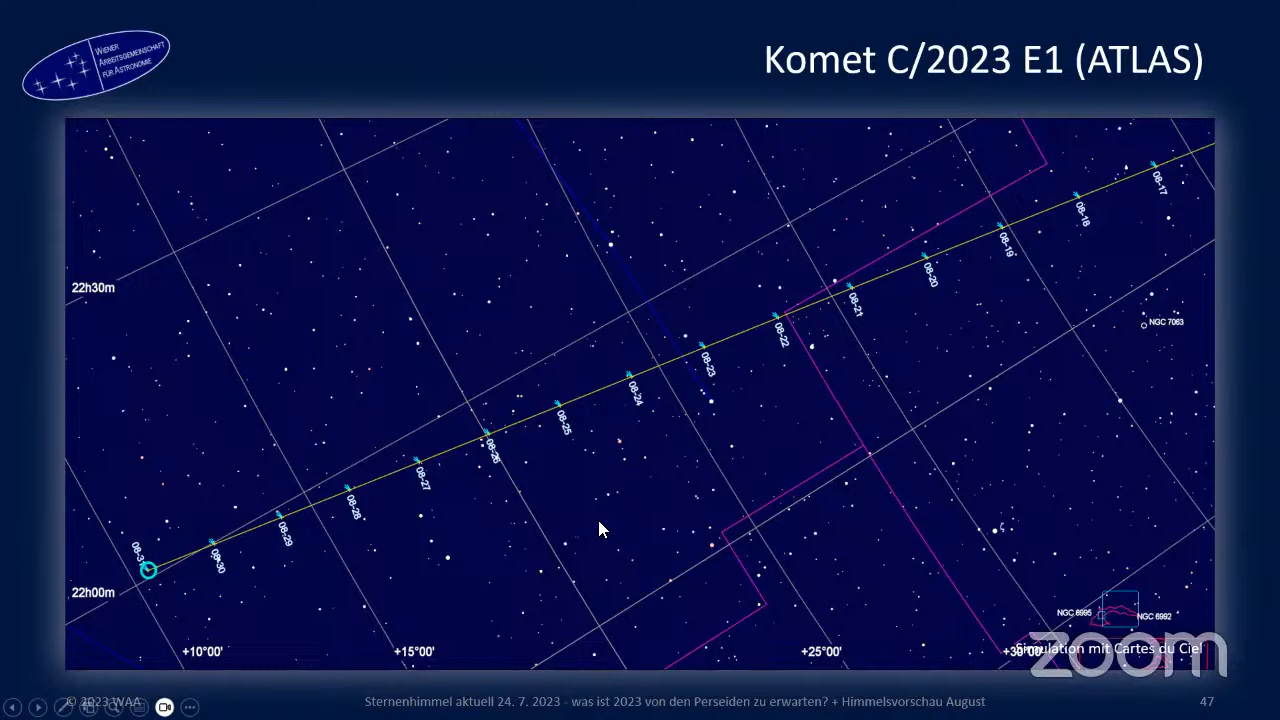 WIENER
ARBEITSGEMEINSCHAFT
FÜR ASTRONOMIE
Komet C/2023 E1 (ATLAS)
08-17
08-18
08-19
08-20
08-21
08-22
08-23
08-24
08-25
08-26
08-27
08-28
08-29
08-30
08-31
22h30m
22h00m
NGC 7063
ζ
NGC 6995
NGC 6992
+10°00'
+15°00'
+25°00'
+30°00'
Simulation mit Cartes du Ciel
zoom
© 2023 WAA
Sternenhimmel aktuell 24. 7. 2023 - was ist 2023 von den Perseiden zu erwarten? + Himmelsvorschau August
47